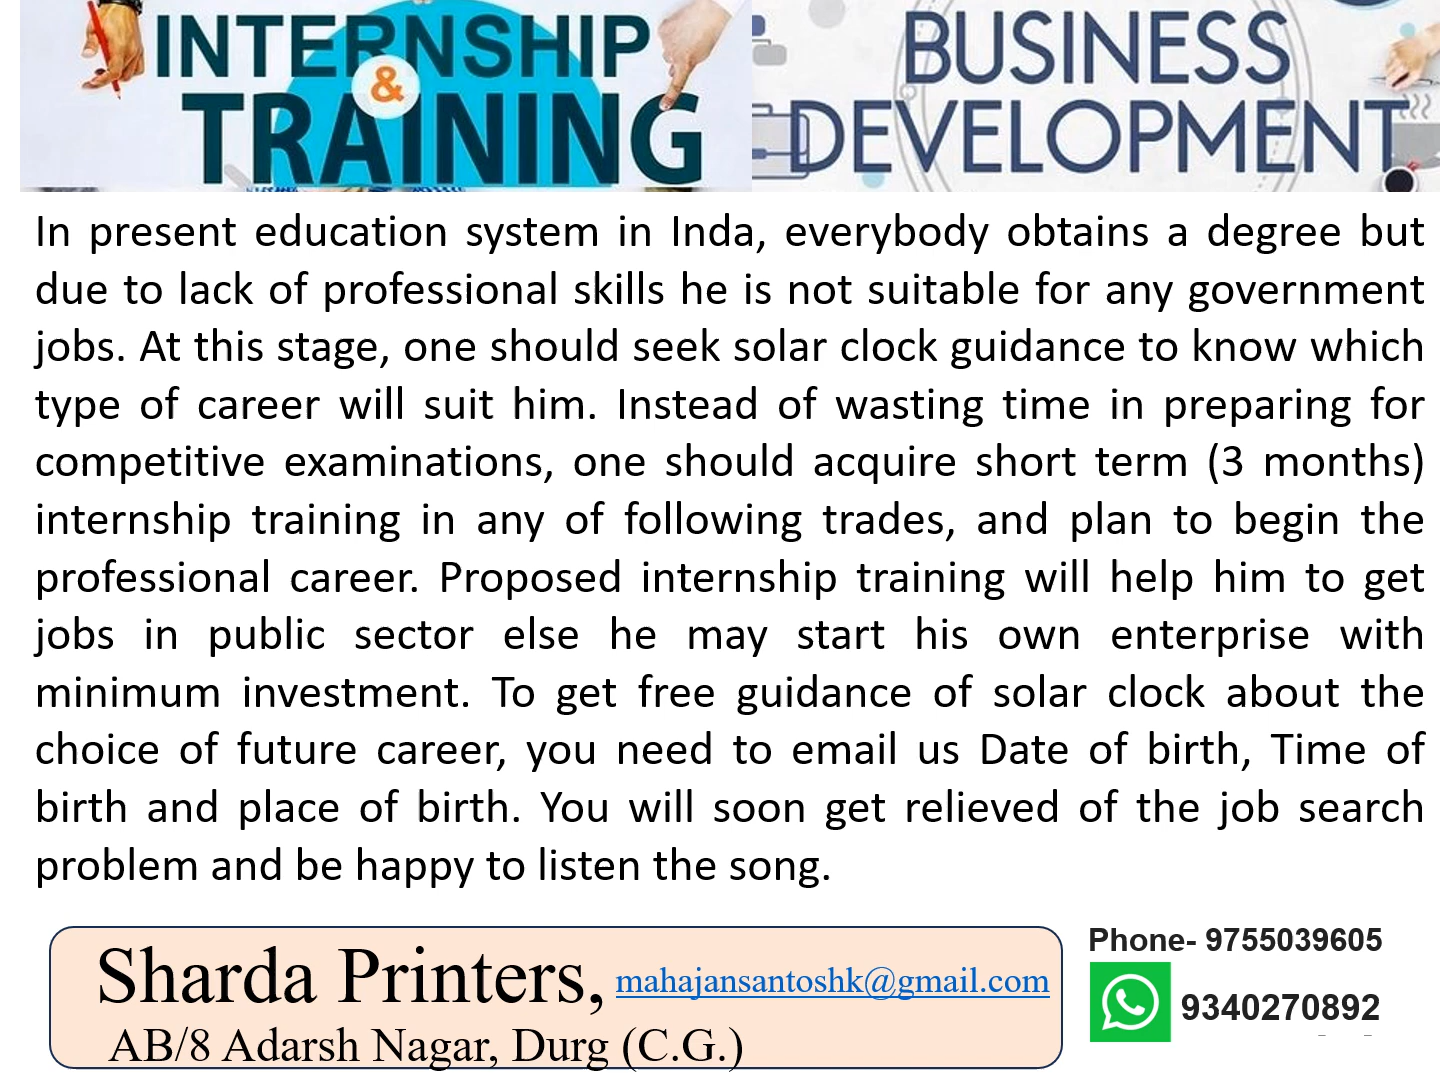 INTERNSHIP
&
TRAINING
BUSINESS
DEVELOPMENT
In present education system in Inda, everybody obtains a degree but
due to lack of professional skills he is not suitable for any government
jobs. At this stage, one should seek solar clock guidance to know which
type of career will suit him. Instead of wasting time in preparing for
competitive examinations, one should acquire short term (3 months)
internship training in any of following trades, and plan to begin the
professional career. Proposed internship training will help him to get
jobs in public sector else he may start his own enterprise with
minimum investment. To get free guidance of solar clock about the
choice of future career, you need to email us Date of birth, Time of
birth and place of birth. You will soon get relieved of the job search
problem and be happy to listen the song.
Sharda Printers, mahajansantoshk@gmail.com
AB/8 Adarsh Nagar, Durg (C.G.)
Phone- 9755039605
9340270892